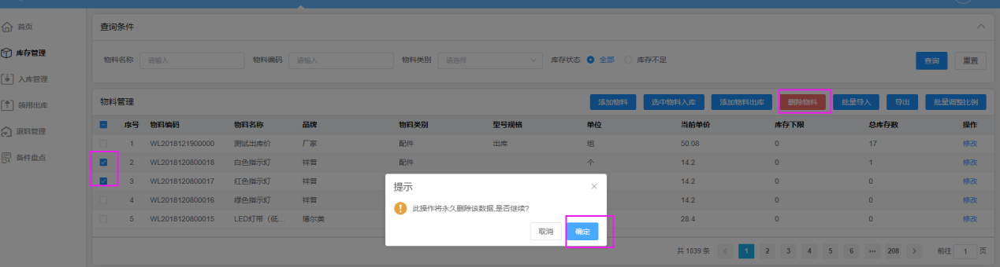 首页
库存管理
入库管理
领用出库
退料管理
备件盘点
查询条件
物料名称 请输入 物料编码 请输入 物料类别 请选择 库存状态 全部 库存不足 查询 重置
物料管理 添加物料 选中物料入库 添加物料出库 删除物料 批量导入 导出 批量调整比例
序号 物料编码 物料名称 品牌 物料类别 型号规格 单位 当前单价 库存下限 总库存数 操作
1 WL2018121900000 测试出库价 厂家 配件 出库 组 50.08 0 17 修改
2 WL2018120800018 白色指示灯 祥普 配件 个 14.2 0 1 修改
3 WL2018120800017 红色指示灯 祥普 14.2 0 0 修改
4 WL2018120800016 绿色指示灯 祥普 14.2 0 0 修改
5 WL2018120800015 LED灯带（低... 博尔美 28.4 0 0 修改
提示
此操作将永久删除该数据,是否继续?
取消 确定
共 1039 条 < 1 2 3 4 5 6 ··· 208 > 前往 1 页